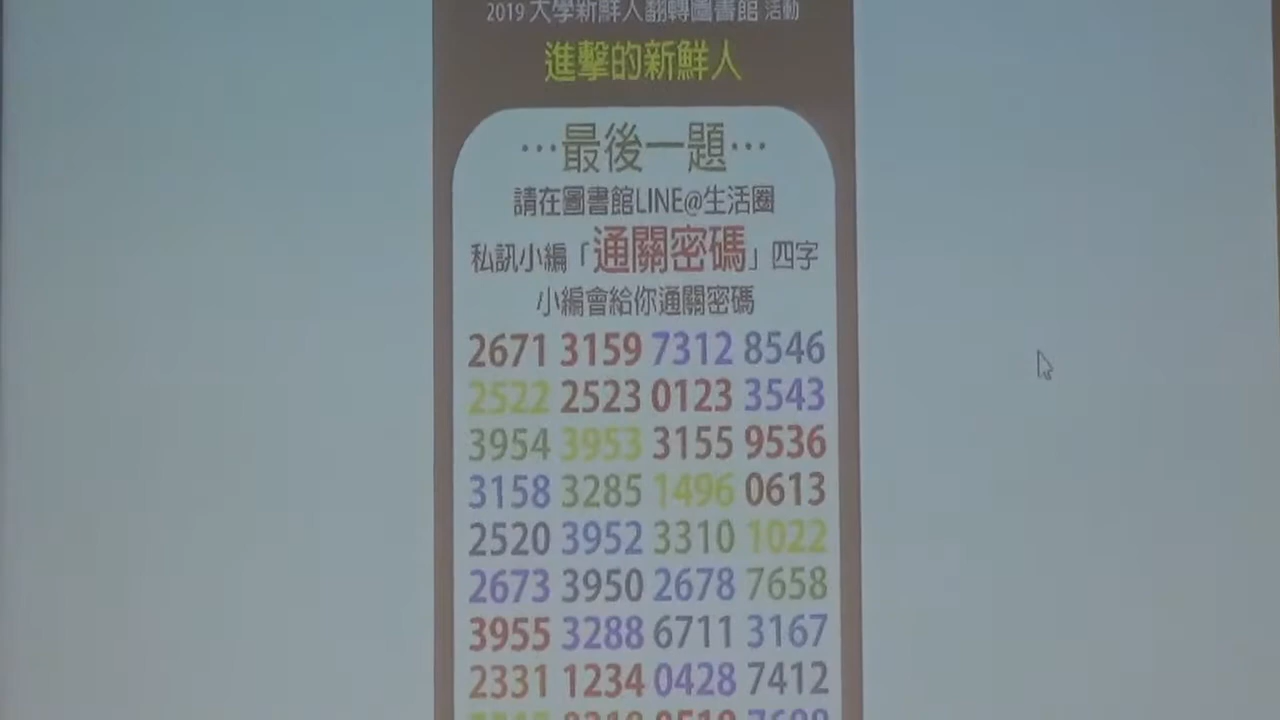 2019 大學新鮮人翻轉圖書館 活動
進擊的新鮮人
…最後一題…
請在圖書館LINE@生活圈
私訊小編「通關密碼」四字
小編會給你通關密碼
2671 3159 7312 8546
2522 2523 0123 3543
3954 3953 3155 9536
3158 3285 1496 0613
2520 3952 3310 1022
2673 3950 2678 7658
3955 3288 6711 3167
2331 1234 0428 7412